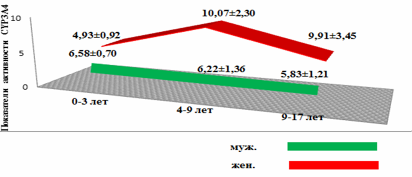 Показатели активности CYP3A4
10
5
0
4,93±0,92
10,07±2,30
9,91±3,45
6,58±0,70
6,22±1,36
5,83±1,21
0-3 лет
4-9 лет
9-17 лет
муж.
жен.